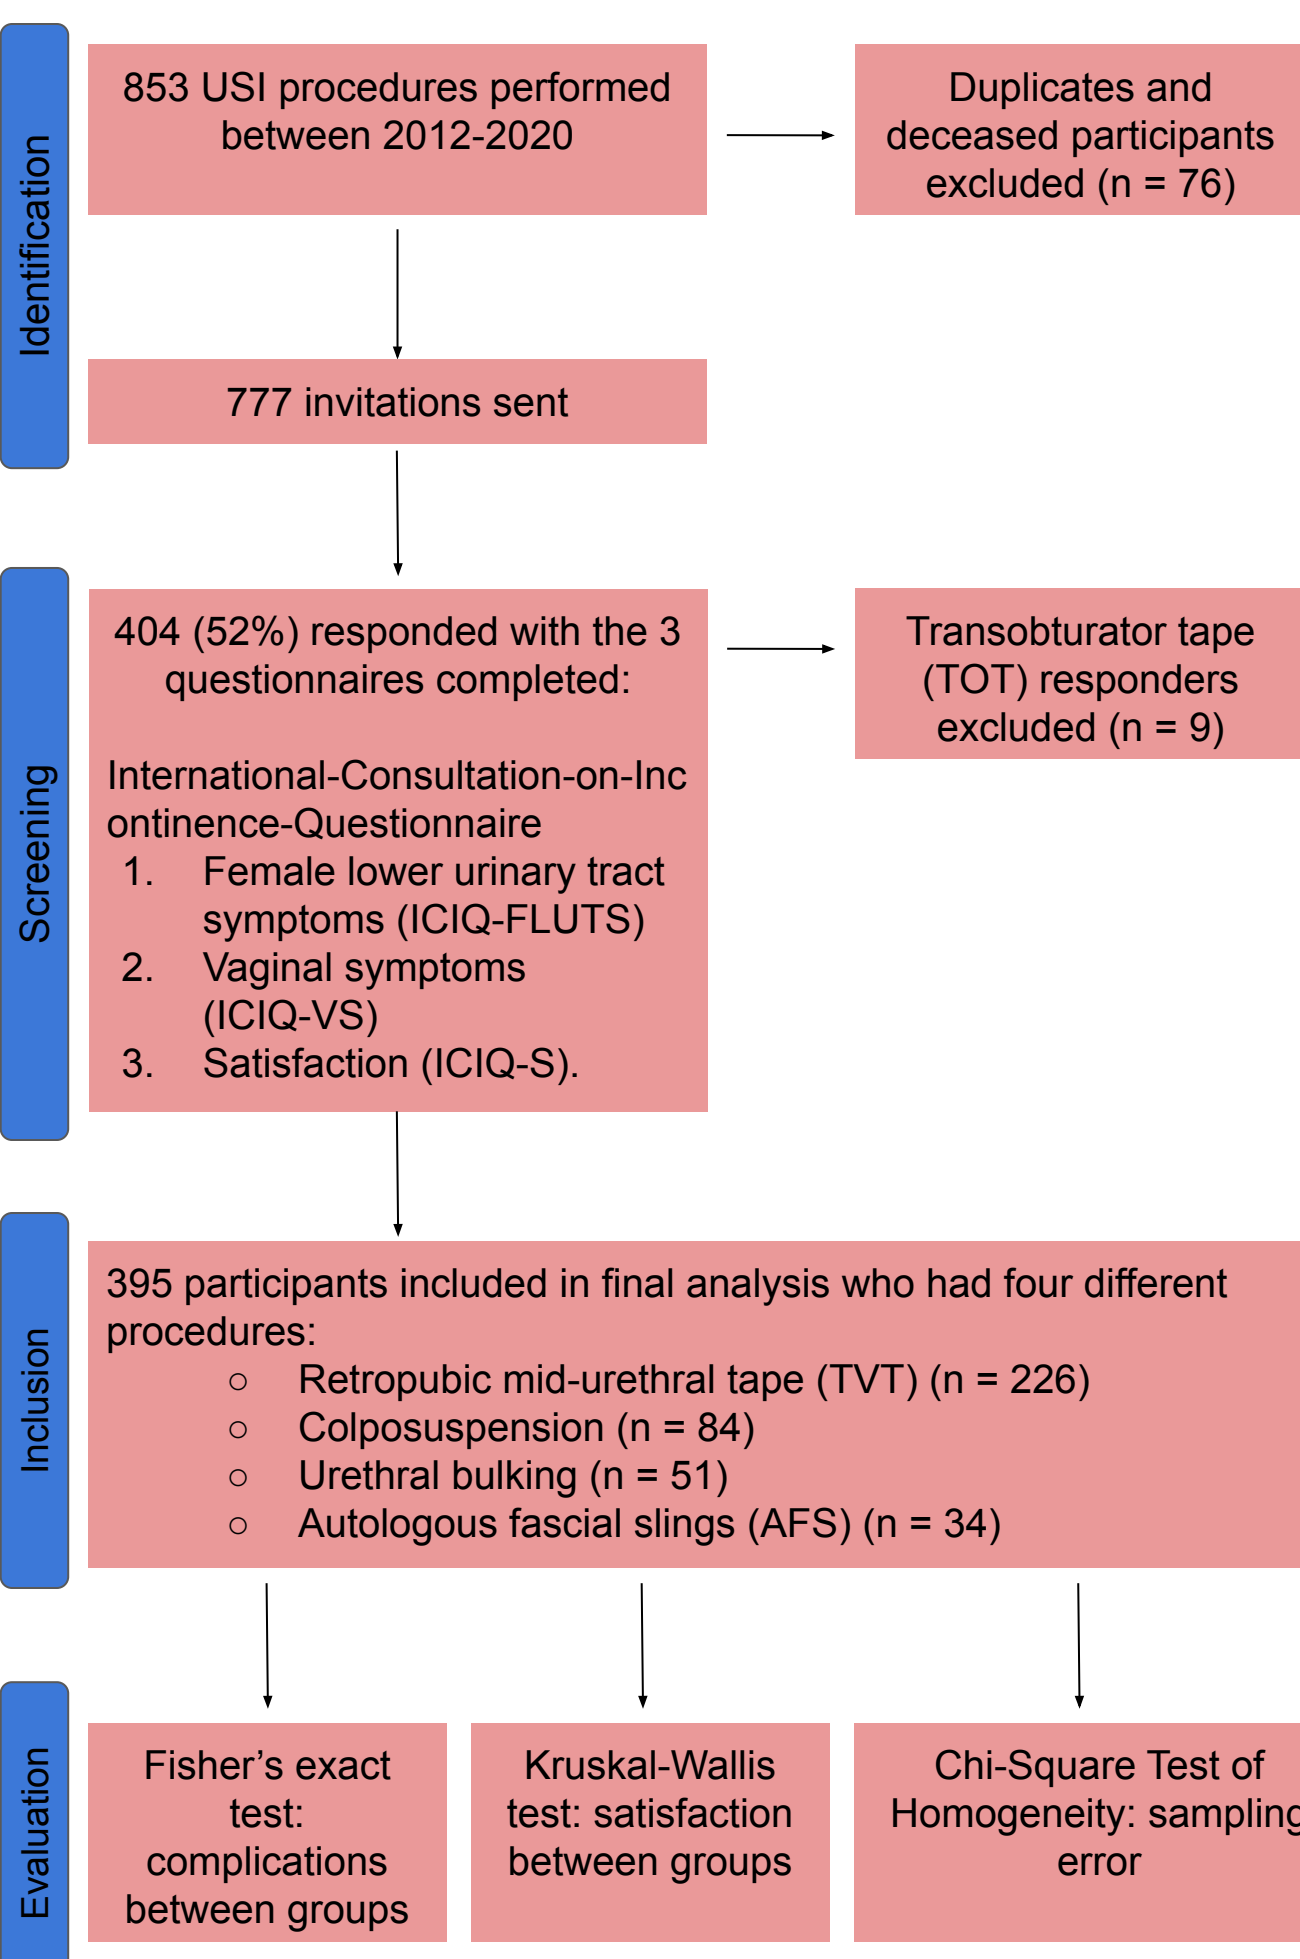 Identification
853 USI procedures performed
between 2012-2020
Duplicates and
deceased participants
excluded (n = 76)
777 invitations sent
Screening
404 (52%) responded with the 3
questionnaires completed:
International-Consultation-on-Inc
ontinence-Questionnaire
1. Female lower urinary tract
symptoms (ICIQ-FLUTS)
2. Vaginal symptoms
(ICIQ-VS)
3. Satisfaction (ICIQ-S).
Transobturator tape
(TOT) responders
excluded (n = 9)
Inclusion
395 participants included in final analysis who had four different
procedures:
○ Retropubic mid-urethral tape (TVT) (n = 226)
○ Colposuspension (n = 84)
○ Urethral bulking (n = 51)
○ Autologous fascial slings (AFS) (n = 34)
Evaluation
Fisher’s exact
test:
complications
between groups
Kruskal-Wallis
test: satisfaction
between groups
Chi-Square Test of
Homogeneity: sampling
error